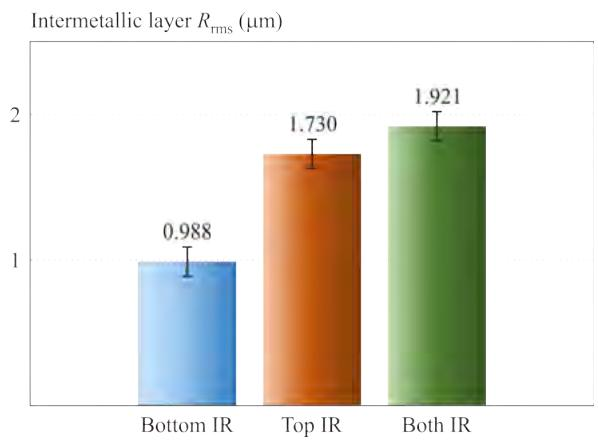 Intermetallic layer Rrms (μm)
2
1
0.988
1.730
1.921
Bottom IR
Top IR
Both IR